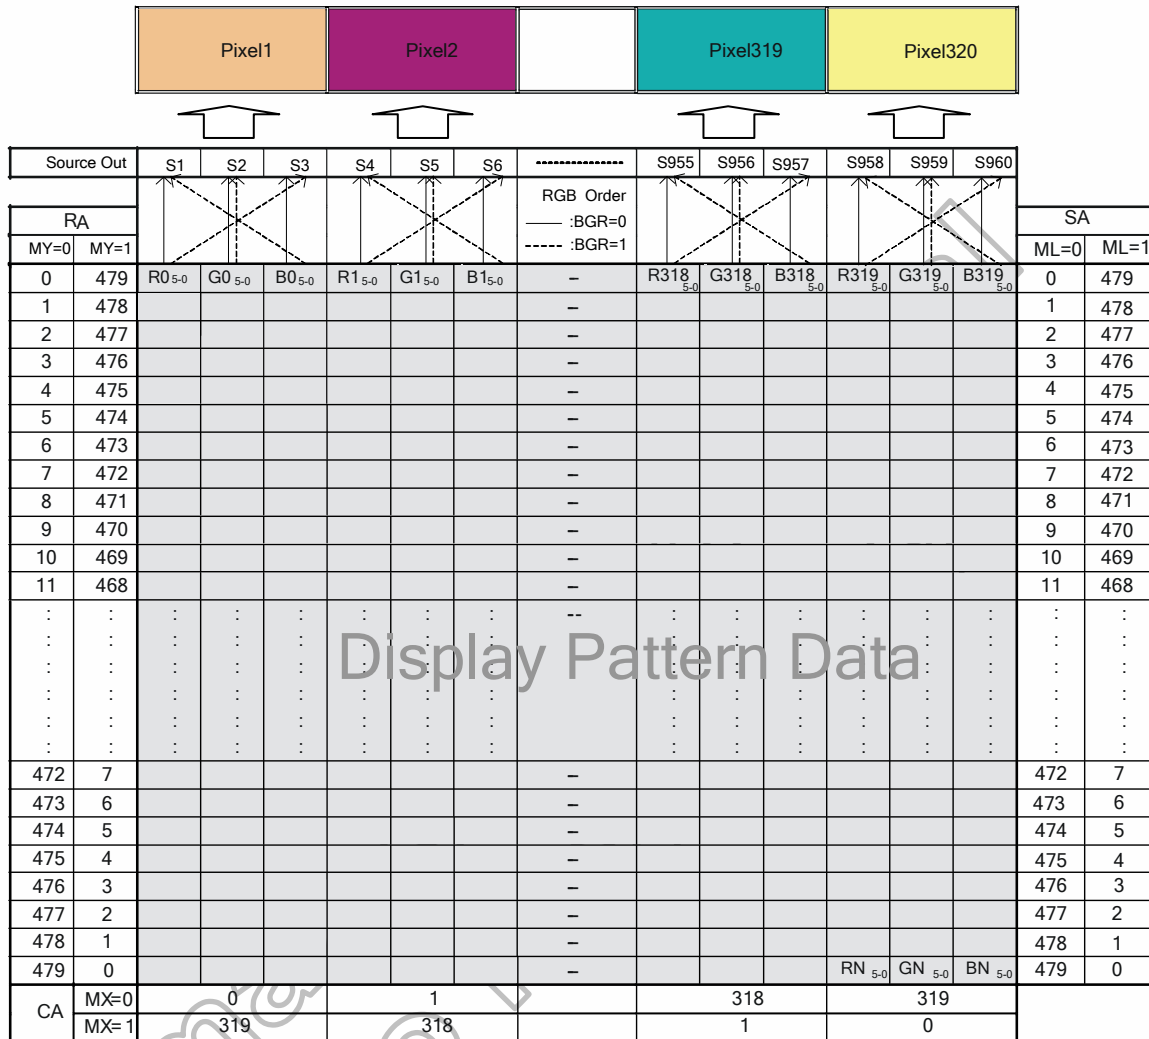 Pixel1 Pixel2 Pixel319 Pixel320
Source Out S1 S2 S3 S4 S5 S6 S955 S956 S957 S958 S959 S960
RGB Order
:BGR=0
:BGR=1
RA SA
MY=0 MY=1 ML=0 ML=1
0 479 R0 5-0 G0 5-0 B0 5-0 R1 5-0 G1 5-0 B1 5-0 – R318 5-0 G318 5-0 B318 5-0 R319 5-0 G319 5-0 B319 5-0 0 479
1 478 – 1 478
2 477 – 2 477
3 476 – 3 476
4 475 – 4 475
5 474 – 5 474
6 473 – 6 473
7 472 – 7 472
8 471 – 8 471
9 470 – 9 470
10 469 – 10 469
11 468 – 11 468
: : : : : : : : -- : : : : : : : :
Display Pattern Data
472 7 – 472 7
473 6 – 473 6
474 5 – 474 5
475 4 – 475 4
476 3 – 476 3
477 2 – 477 2
478 1 – 478 1
479 0 – RN 5-0 GN 5-0 BN 5-0 479 0
CA MX=0 0 1 318 319
MX=1 319 318 1 0